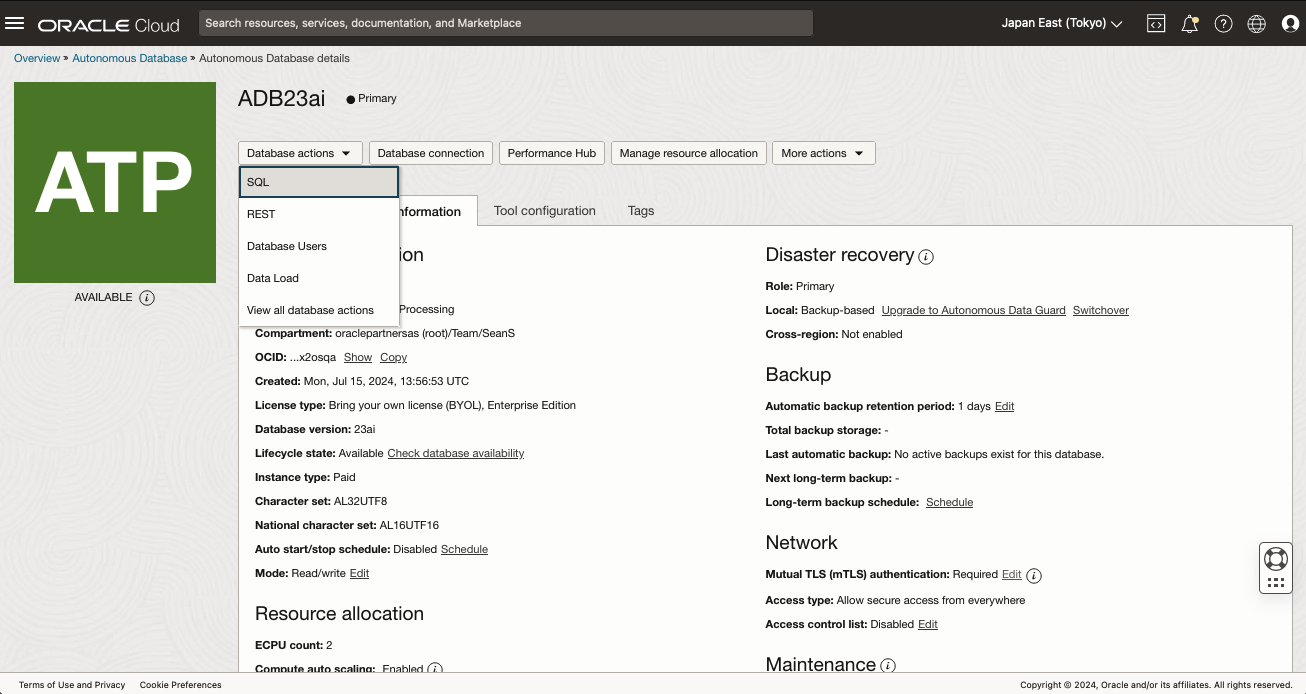 ORACLE Cloud
Search resources, services, documentation, and Marketplace
Japan East (Tokyo)
Overview » Autonomous Database » Autonomous Database details
ATP
AVAILABLE
ADB23ai
Primary
Database actions
Database connection
Performance Hub
Manage resource allocation
More actions
SQL
REST
Database Users
Data Load
View all database actions
nformation
Tool configuration
Tags
ion
Processing
Compartment: oraclepartnersas (root)/Team/SeanS
OCID: ...x2osqa Show Copy
Created: Mon, Jul 15, 2024, 13:56:53 UTC
License type: Bring your own license (BYOL), Enterprise Edition
Database version: 23ai
Lifecycle state: Available Check database availability
Instance type: Paid
Character set: AL32UTF8
National character set: AL16UTF16
Auto start/stop schedule: Disabled Schedule
Mode: Read/write Edit
Resource allocation
ECPU count: 2
Compute auto scaling: Enabled
Disaster recovery
Role: Primary
Local: Backup-based Upgrade to Autonomous Data Guard Switchover
Cross-region: Not enabled
Backup
Automatic backup retention period: 1 days Edit
Total backup storage: -
Last automatic backup: No active backups exist for this database.
Next long-term backup: -
Long-term backup schedule: Schedule
Network
Mutual TLS (mTLS) authentication: Required Edit
Access type: Allow secure access from everywhere
Access control list: Disabled Edit
Maintenance
Terms of Use and Privacy
Cookie Preferences
Copyright © 2024, Oracle and/or its affiliates. All rights reserved.